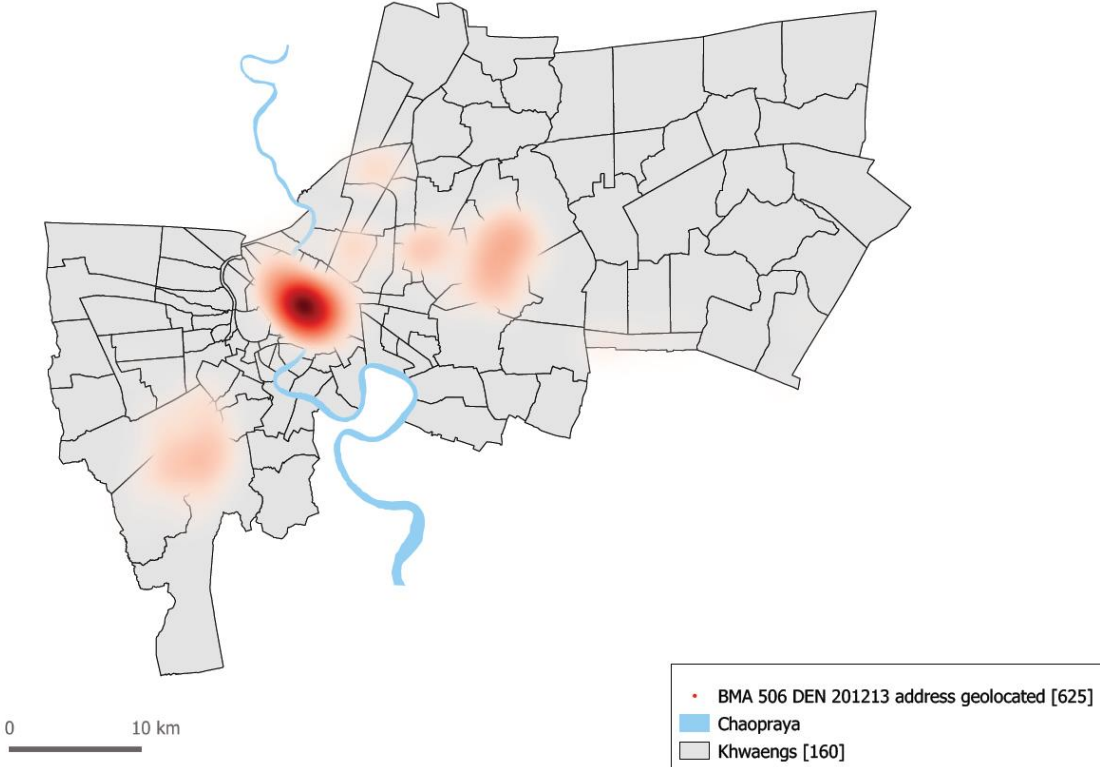 BMA 506 DEN 201213 address geolocated [625]
Chaopraya
Khwaengs [160]
0 10 km